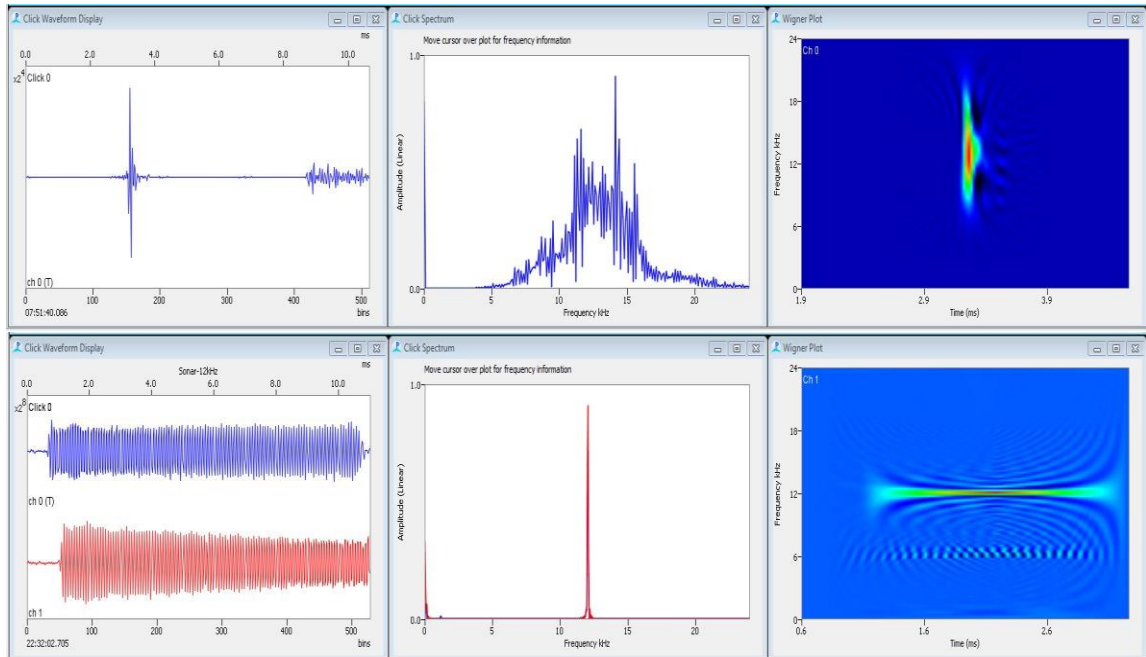 Click Waveform Display
ms
0.0 2.0 4.0 6.0 8.0 10.0
x2^4
Click 0
ch 0 (T)
0 100 200 300 400 500
07:51:40.086 bins
Click Spectrum
Move cursor over plot for frequency information
1.0
Amplitude (Linear)
0.0
0 5 10 15 20
Frequency kHz
Wigner Plot
24
Ch 0
18
Frequency kHz
12
6
0
1.9 2.9 3.9
Time (ms)
Click Waveform Display
Sonar-12kHz ms
0.0 2.0 4.0 6.0 8.0 10.0
x2^8
Click 0
ch 0 (T)
ch 1
0 100 200 300 400 500
22:32:02.705 bins
Click Spectrum
Move cursor over plot for frequency information
1.0
Amplitude (Linear)
0.0
0 5 10 15 20
Frequency kHz
Wigner Plot
24
Ch 1
18
Frequency kHz
12
6
0
0.6 1.6 2.6
Time (ms)